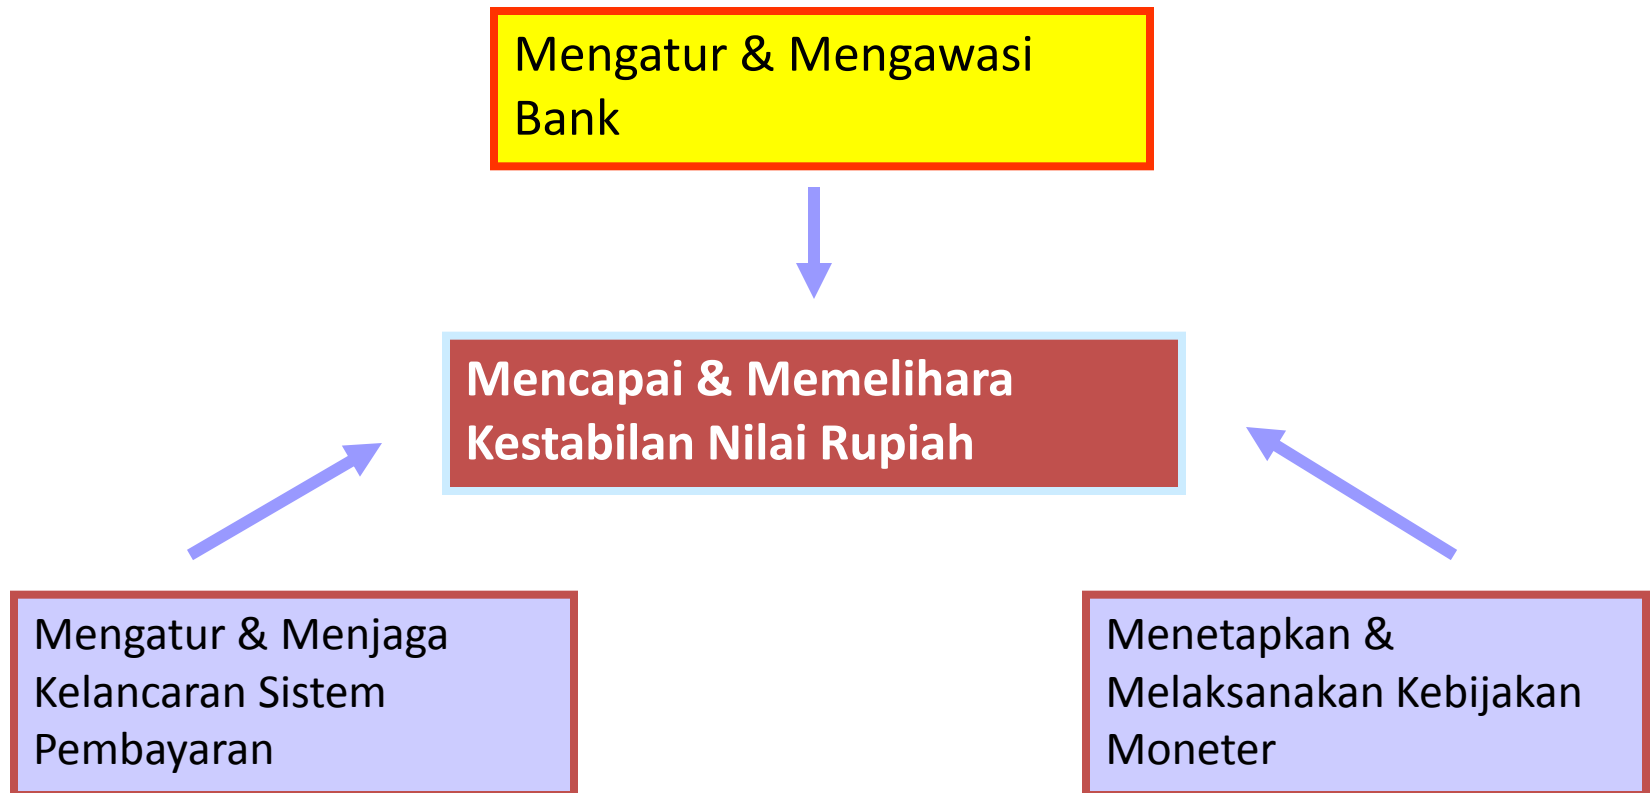 Mengatur & Mengawasi
Bank
Mencapai & Memelihara
Kestabilan Nilai Rupiah
Mengatur & Menjaga
Kelancaran Sistem
Pembayaran
Menetapkan &
Melaksanakan Kebijakan
Moneter